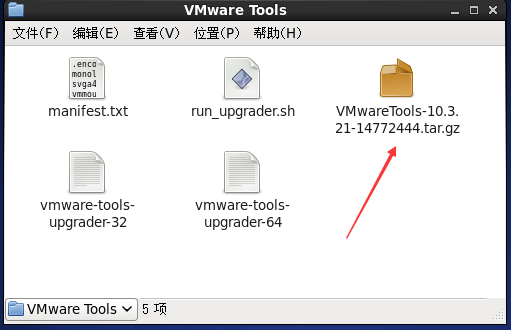 VMware Tools
文件(F) 编辑(E) 查看(V) 位置(P) 帮助(H)
.enco
monol
svga4
vmmou
manifest.txt
run_upgrader.sh
VMwareTools-10.3.
21-14772444.tar.gz
vmware-tools-
upgrader-32
vmware-tools-
upgrader-64
VMware Tools
5 项